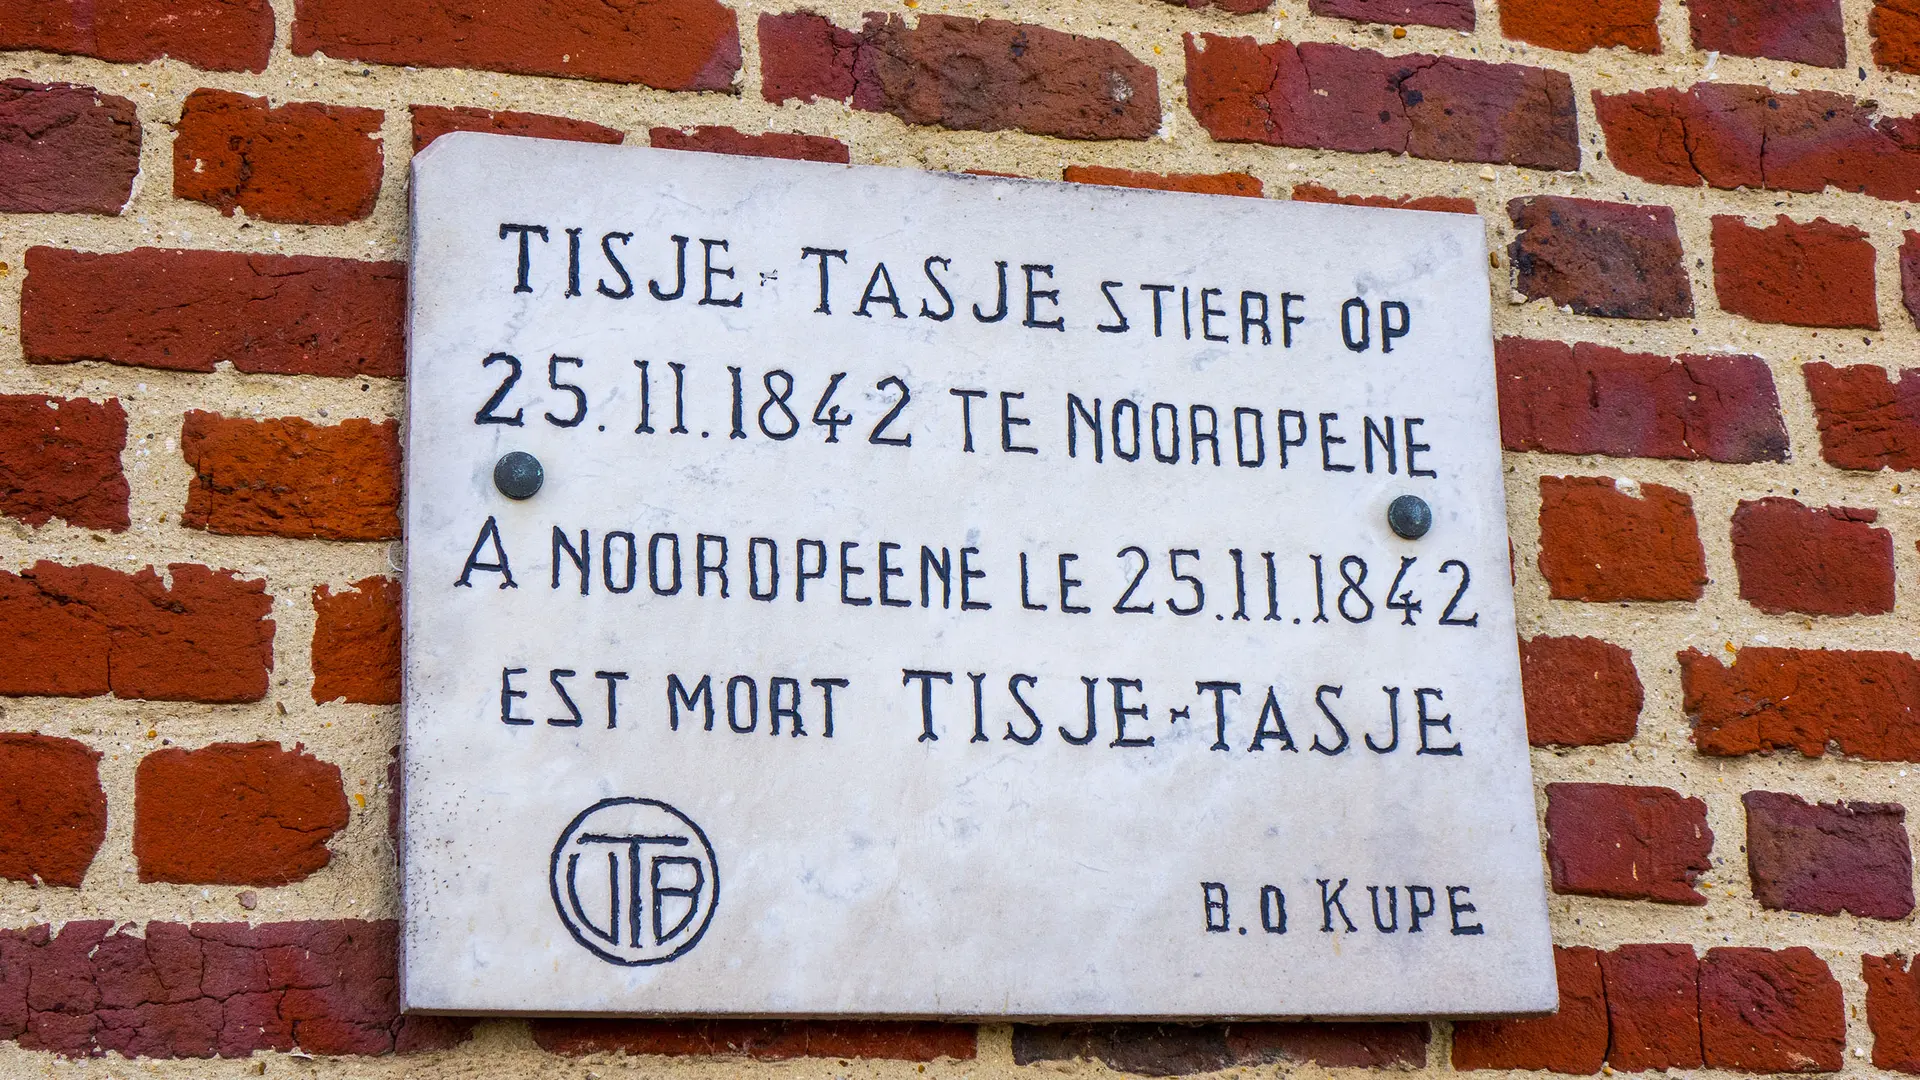 TISJE-TASJE STIERF OP
25.11.1842 TE NOORDPENE
A NOORDPEENE LE 25.11.1842
EST MORT TISJE-TASJE
UTB
B.O KUPE